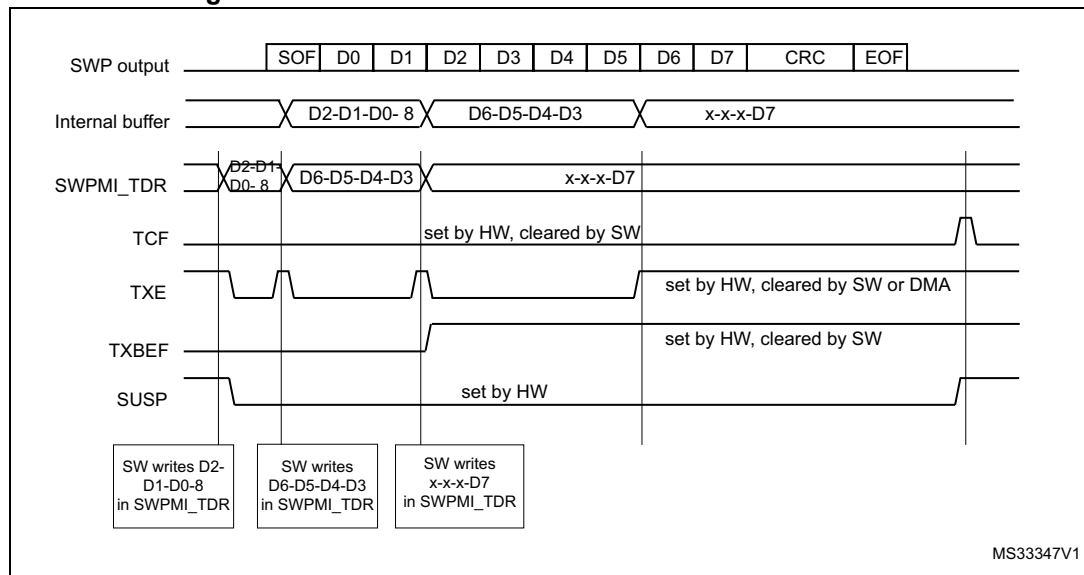 SWP output
SOF D0 D1 D2 D3 D4 D5 D6 D7 CRC EOF
Internal buffer
D2-D1-D0- 8
D6-D5-D4-D3
x-x-x-D7
SWPMI_TDR
D2-D1-
D0- 8
D6-D5-D4-D3
x-x-x-D7
TCF
set by HW, cleared by SW
TXE
set by HW, cleared by SW or DMA
TXBEF
set by HW, cleared by SW
SUSP
set by HW
SW writes D2-
D1-D0-8
in SWPMI_TDR
SW writes
D6-D5-D4-D3
in SWPMI_TDR
SW writes
x-x-x-D7
in SWPMI_TDR
MS33347V1